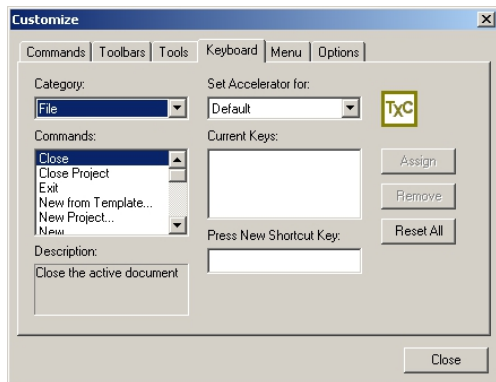 Customize
Commands Toolbars Tools Keyboard Menu Options
Category:
File
Set Accelerator for:
Default
TXC
Commands:
Close
Close Project
Exit
New from Template...
New Project...
New
Current Keys:
Assign
Remove
Reset All
Press New Shortcut Key:
Description:
Close the active document
Close